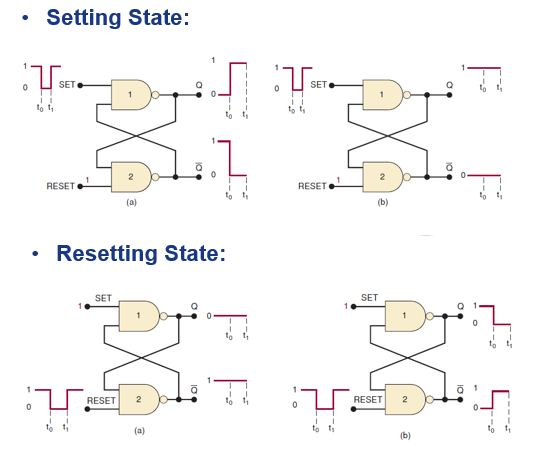 • Setting State:
1
0
t0 t1
SET
1
Q
1
0
t0 t1
RESET
1
2
Q̅
1
0
t0 t1
(a)
1
0
t0 t1
SET
1
Q
1
t0 t1
RESET
1
2
Q̅
0
t0 t1
(b)
• Resetting State:
SET
1
1
Q
0
t0 t1
1
0
t0 t1
RESET
2
Q̅
1
t0 t1
(a)
SET
1
1
Q
1
0
t0 t1
1
0
t0 t1
RESET
2
Q̅
1
0
t0 t1
(b)